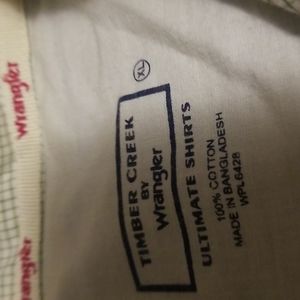 XL
TIMBER CREEK
BY
Wrangler
ULTIMATE SHIRTS
100% COTTON
MADE IN BANGLADESH
WPL6428
Wrangler
Wrangler